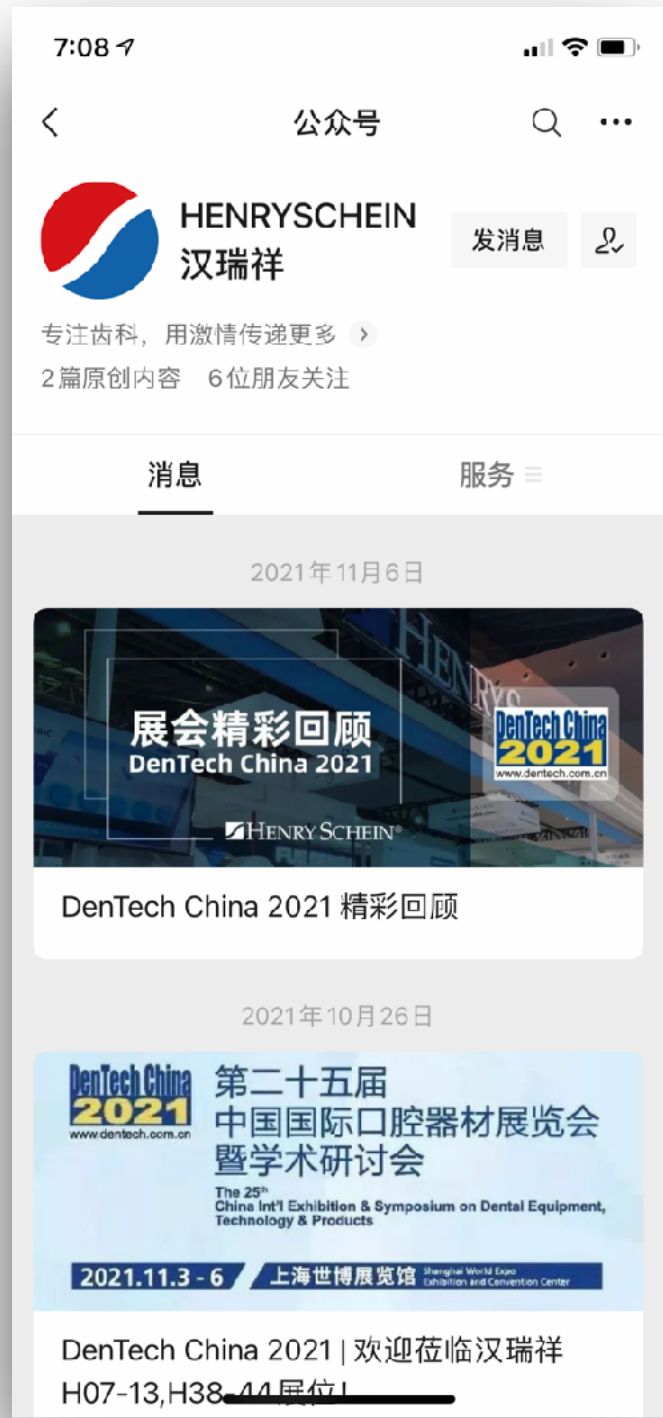 7:08
公众号
HENRYSCHEIN
汉瑞祥
发消息
专注齿科，用激情传递更多
2篇原创内容 6位朋友关注
消息
服务
2021年11月6日
HENRYS
展会精彩回顾
DenTech China 2021
HENRY SCHEIN®
DenTech China
2021
www.dentech.com.cn
DenTech China 2021 精彩回顾
2021年10月26日
DenTech China
2021
www.dentech.com.cn
第二十五届
中国国际口腔器材展览会
暨学术研讨会
The 25th
China Int'l Exhibition & Symposium on Dental Equipment,
Technology & Products
2021.11.3 - 6
上海世博展览馆
Shanghai World Expo
Exhibition and Convention Center
DenTech China 2021 | 欢迎莅临汉瑞祥
H07-13,H38-44展位！